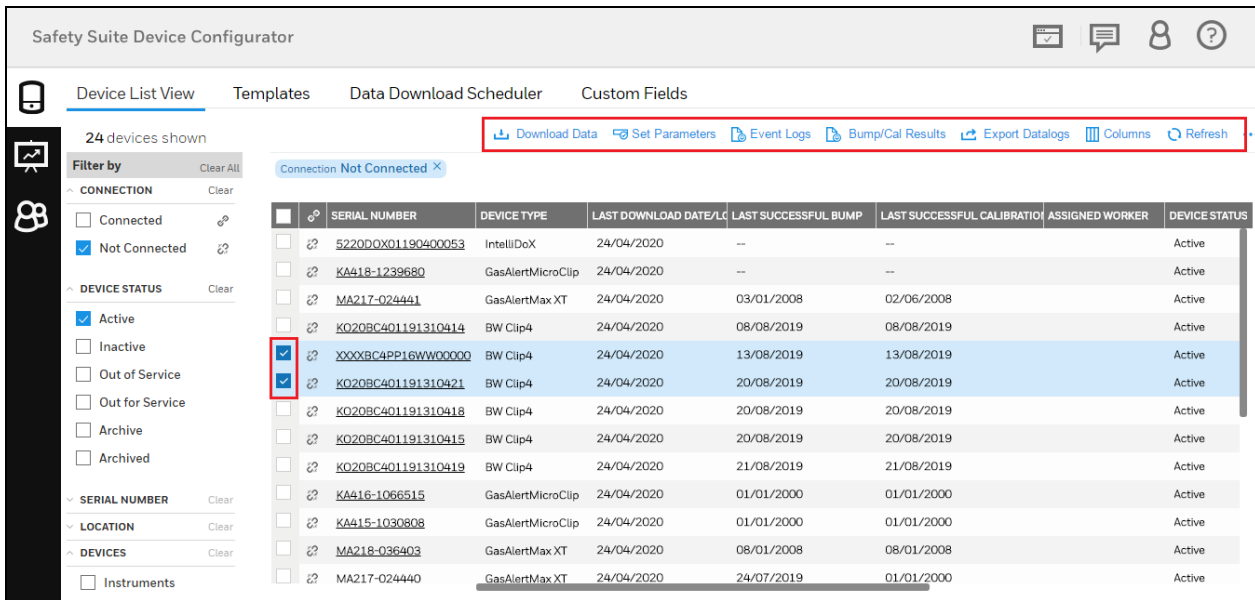 Safety Suite Device Configurator
Device List View Templates Data Download Scheduler Custom Fields
24 devices shown
Download Data Set Parameters Event Logs Bump/Cal Results Export Datalogs Columns Refresh
Filter by Clear All
Connection Not Connected ×
CONNECTION Clear
Connected
Not Connected
DEVICE STATUS Clear
Active
Inactive
Out of Service
Out for Service
Archive
Archived
SERIAL NUMBER Clear
LOCATION Clear
DEVICES Clear
Instruments
SERIAL NUMBER DEVICE TYPE LAST DOWNLOAD DATE/LO LAST SUCCESSFUL BUMP LAST SUCCESSFUL CALIBRATION ASSIGNED WORKER DEVICE STATUS
5220DOX01190400053 IntelliDoX 24/04/2020 -- -- Active
KA418-1239680 GasAlertMicroClip 24/04/2020 -- -- Active
MA217-024441 GasAlertMax XT 24/04/2020 03/01/2008 02/06/2008 Active
KO20BC401191310414 BW Clip4 24/04/2020 08/08/2019 08/08/2019 Active
XXXXBC4PP16WW00000 BW Clip4 24/04/2020 13/08/2019 13/08/2019 Active
KO20BC401191310421 BW Clip4 24/04/2020 20/08/2019 20/08/2019 Active
KO20BC401191310418 BW Clip4 24/04/2020 20/08/2019 20/08/2019 Active
KO20BC401191310415 BW Clip4 24/04/2020 20/08/2019 20/08/2019 Active
KO20BC401191310419 BW Clip4 24/04/2020 21/08/2019 21/08/2019 Active
KA416-1066515 GasAlertMicroClip 24/04/2020 01/01/2000 01/01/2000 Active
KA415-1030808 GasAlertMicroClip 24/04/2020 01/01/2000 01/01/2000 Active
MA218-036403 GasAlertMax XT 24/04/2020 08/01/2008 08/01/2008 Active
MA217-024440 GasAlertMax XT 24/04/2020 24/07/2019 01/01/2000 Active